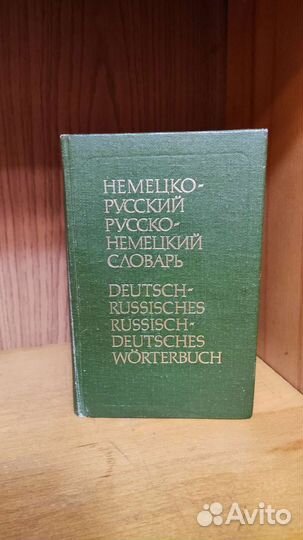 НЕМЕЦКО-
РУССКИЙ
РУССКО-
НЕМЕЦКИЙ
СЛОВАРЬ
DEUTSCH-
RUSSISCHES
RUSSISCH-
DEUTSCHES
WÖRTERBUCH
Avito